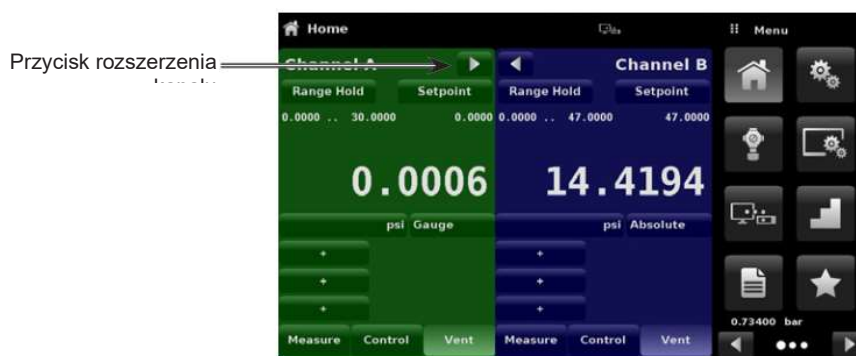 Home
Menu
Przycisk rozszerzenia
Channel A
Channel B
Range Hold Setpoint Range Hold Setpoint
0.0000 .. 30.0000 0.0000 0.0000 .. 47.0000 47.0000
0.0006 14.4194
psi Gauge psi Absolute
+ +
+ +
+ +
0.73400 bar
Measure Control Vent Measure Control Vent